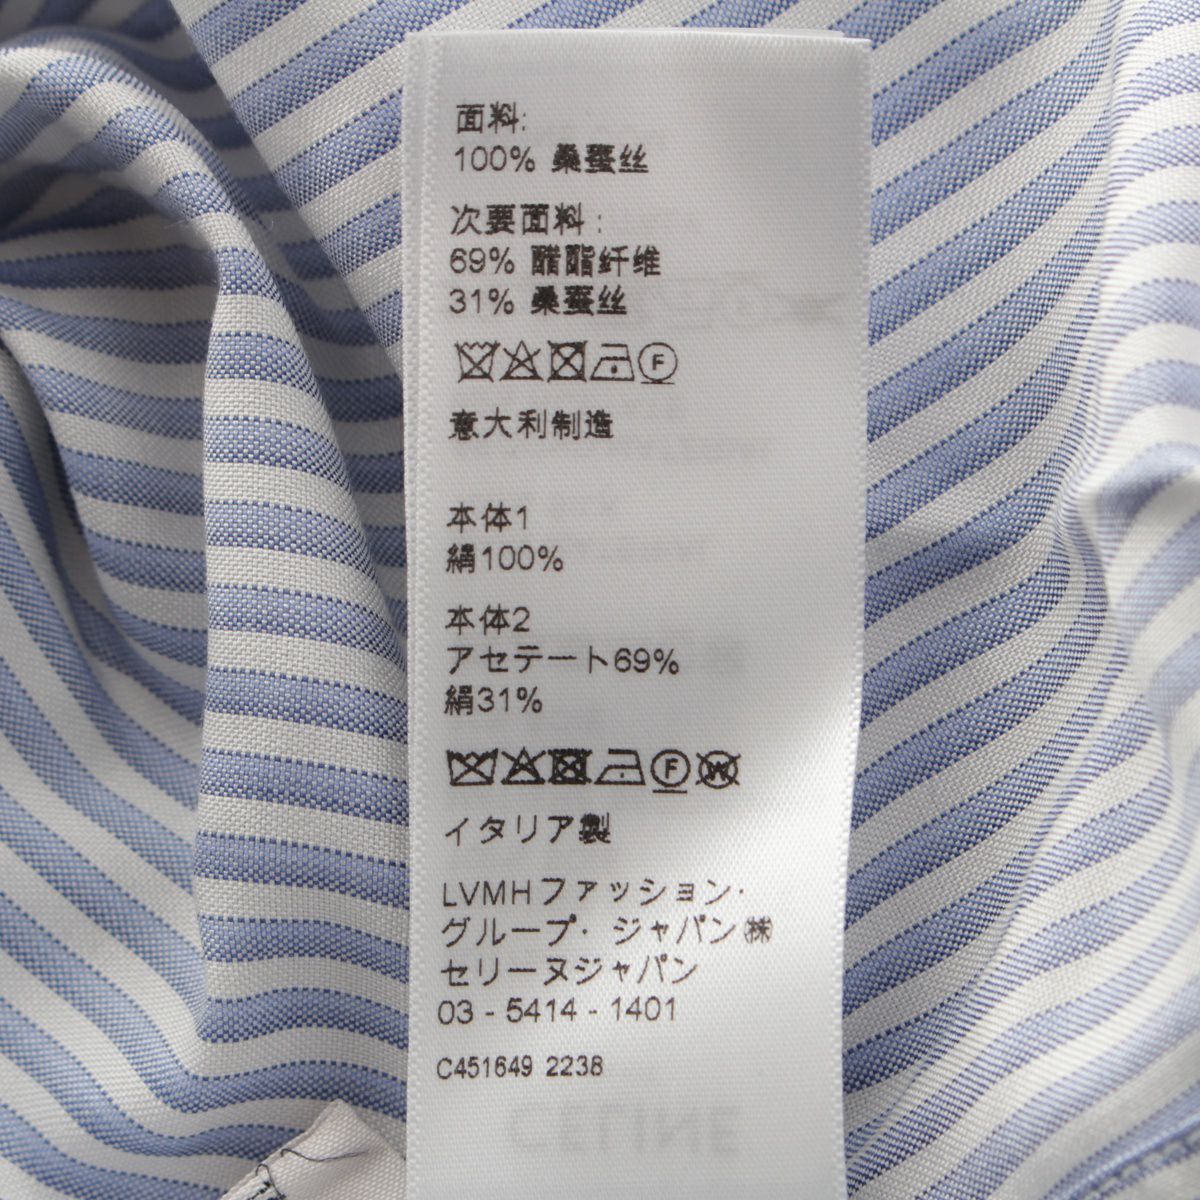 面料:
100% 桑蚕丝
次要面料:
69% 醋酯纤维
31% 桑蚕丝
F
意大利制造
本体1
絹100%
本体2
アセテート69%
絹31%
F W
イタリア製
LVMHファッション·
グループ· ジャパン㈱
セリーヌジャパン
03 - 5414 - 1401
C451649 2238
CELINE